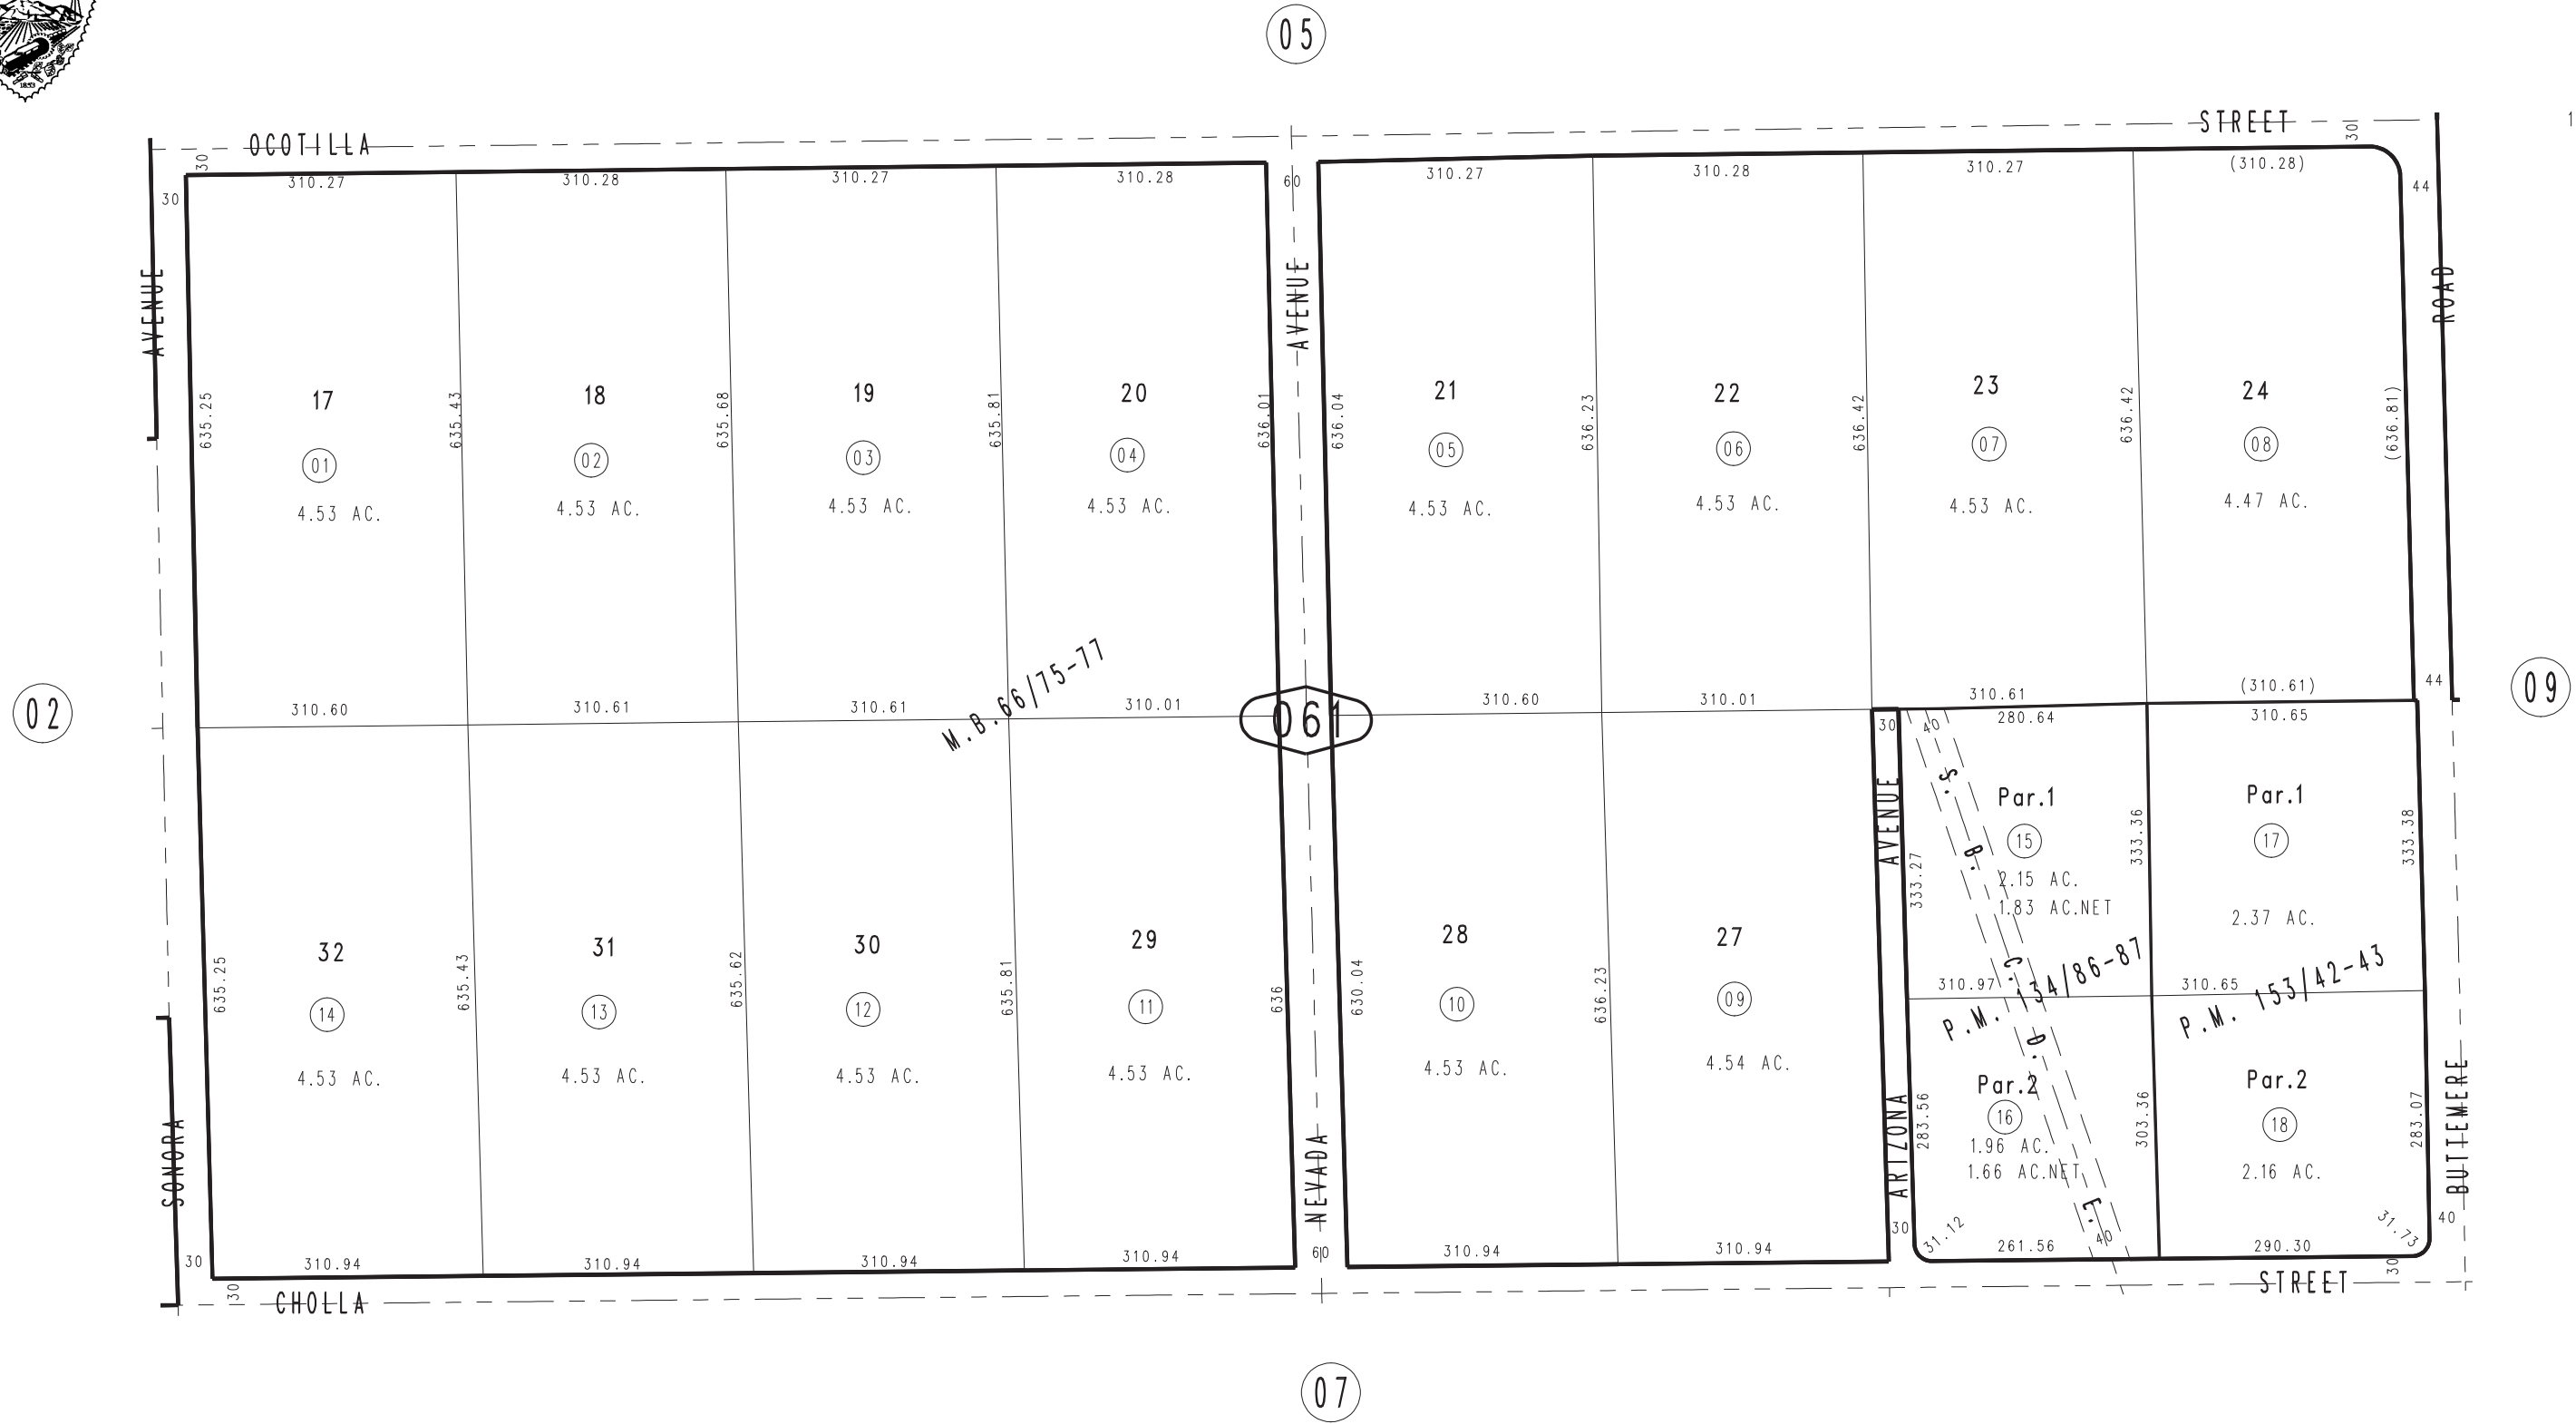 1853
05
OCOTILLA
STREET
1
30
30
310.27
310.28
310.27
310.28
60
310.27
310.28
310.27
(310.28)
30
44
AVENUE
AVENUE
ROAD
17
18
19
20
21
22
23
24
635.25
635.43
635.68
635.81
636.01
636.04
636.23
636.42
636.42
(636.81)
01
02
03
04
05
06
07
08
4.53 AC.
4.53 AC.
4.53 AC.
4.53 AC.
4.53 AC.
4.53 AC.
4.53 AC.
4.47 AC.
M.B.66/75-77
02
061
09
310.60
310.61
310.61
310.01
310.60
310.01
310.61
(310.61)
44
30
40
280.64
310.65
AVENUE
S. B. C. D. E.
Par.1
Par.1
15
17
333.27
333.36
333.38
2.15 AC.
1.83 AC.NET
2.37 AC.
32
31
30
29
28
27
635.25
635.43
635.62
635.81
636
630.04
636.23
14
13
12
11
10
09
4.53 AC.
4.53 AC.
4.53 AC.
4.53 AC.
4.53 AC.
4.54 AC.
310.97
P.M. 134/86-87
310.65
P.M. 153/42-43
Par.2
Par.2
16
18
283.56
303.36
283.07
1.96 AC.
1.66 AC.NET
2.16 AC.
SONORA
NEVADA
ARIZONA
BUTTEMERE
30
30
31.12
31.73
40
310.94
310.94
310.94
310.94
60
310.94
310.94
261.56
40
290.30
30
30
CHOLLA
STREET
07